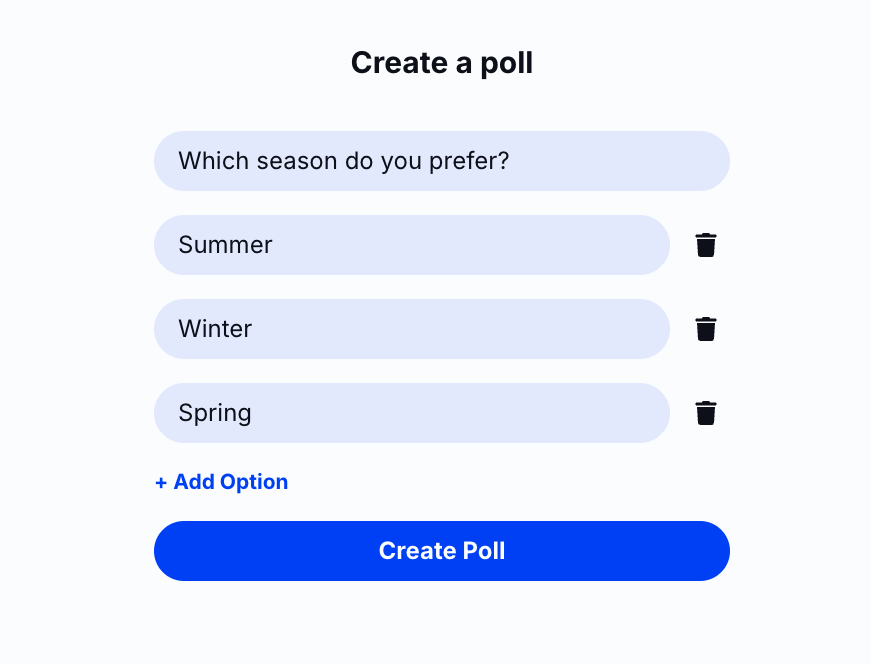 Create a poll
Which season do you prefer?
Summer
Winter
Spring
+ Add Option
Create Poll